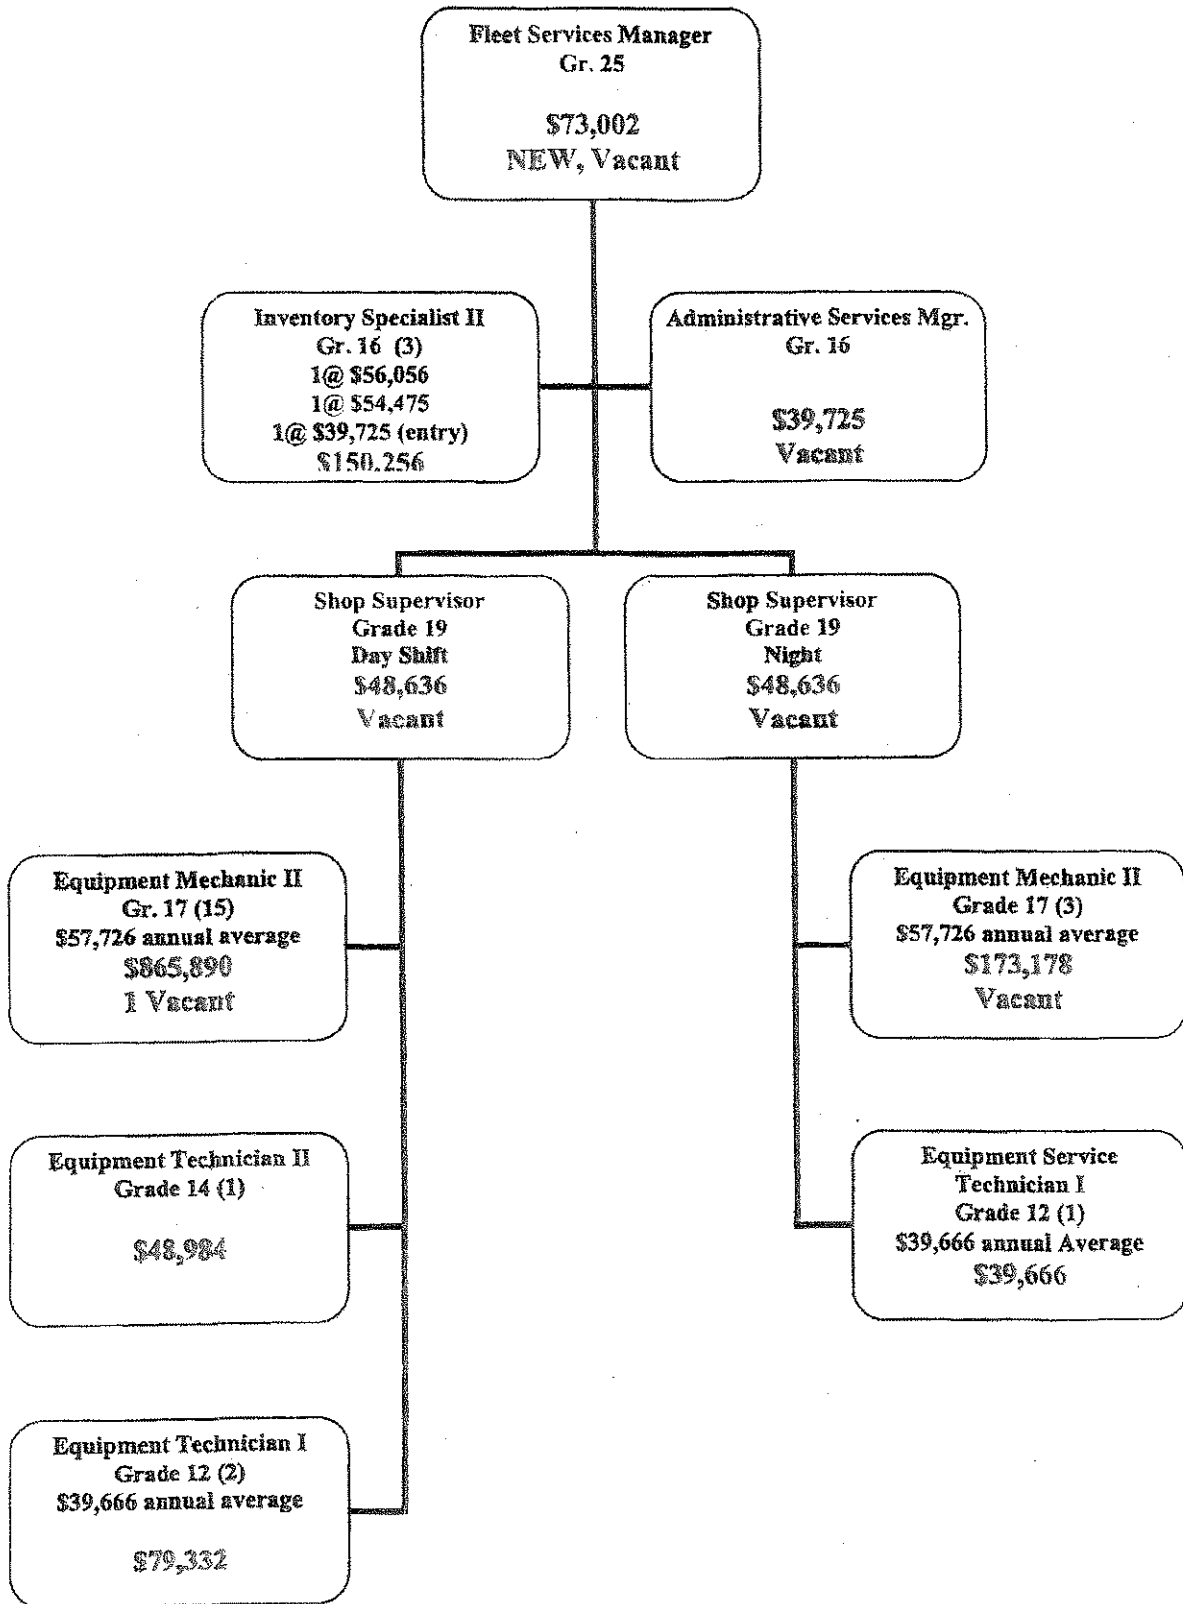 Fleet Services Manager
Gr. 25
$73,002
NEW, Vacant
Inventory Specialist II
Gr. 16 (3)
1@ $56,056
1@ $54,475
1@ $39,725 (entry)
$150,256
Administrative Services Mgr.
Gr. 16
$39,725
Vacant
Shop Supervisor
Grade 19
Day Shift
$48,636
Vacant
Shop Supervisor
Grade 19
Night
$48,636
Vacant
Equipment Mechanic II
Gr. 17 (15)
$57,726 annual average
$865,890
1 Vacant
Equipment Mechanic II
Grade 17 (3)
$57,726 annual average
$173,178
Vacant
Equipment Technician II
Grade 14 (1)
$48,984
Equipment Service
Technician I
Grade 12 (1)
$39,666 annual Average
$39,666
Equipment Technician I
Grade 12 (2)
$39,666 annual average
$79,332